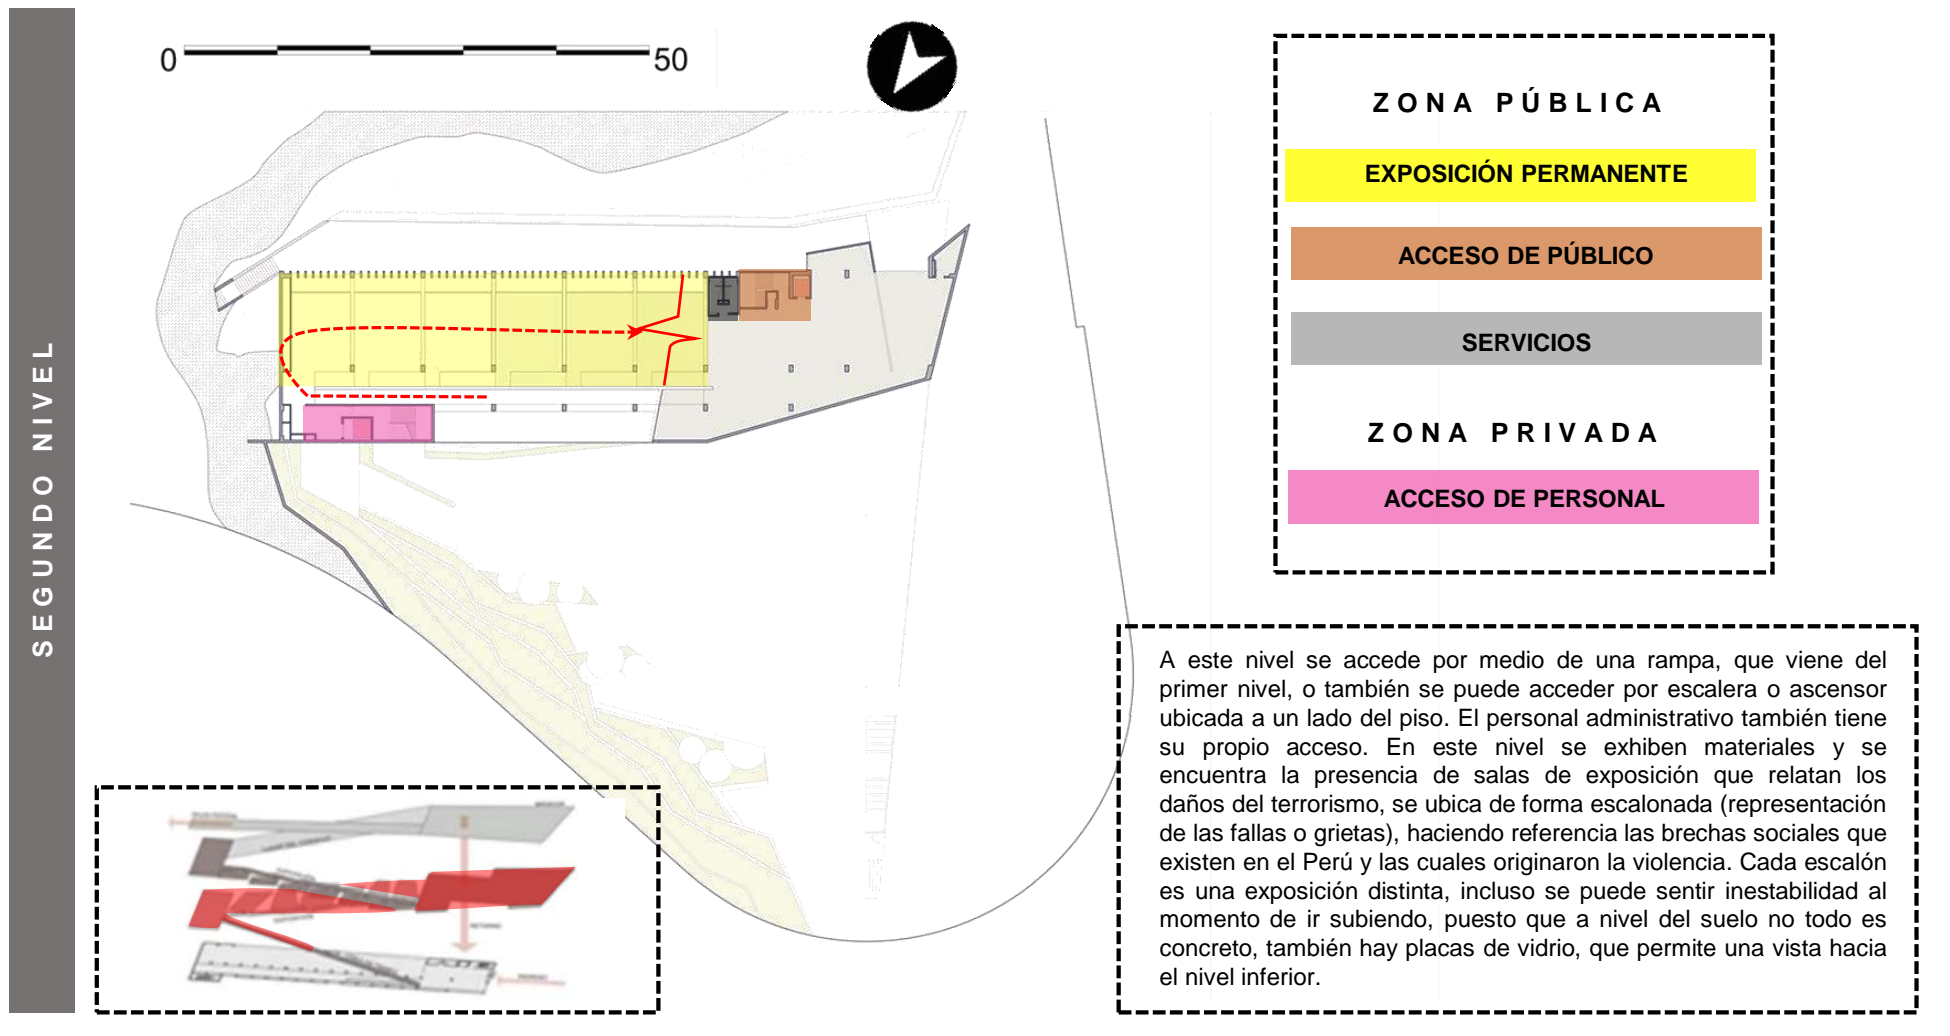 SEGUNDO NIVEL
0
50
ZONA PÚBLICA
EXPOSICIÓN PERMANENTE
ACCESO DE PÚBLICO
SERVICIOS
ZONA PRIVADA
ACCESO DE PERSONAL
A este nivel se accede por medio de una rampa, que viene del
primer nivel, o también se puede acceder por escalera o ascensor
ubicada a un lado del piso. El personal administrativo también tiene
su propio acceso. En este nivel se exhiben materiales y se
encuentra la presencia de salas de exposición que relatan los
daños del terrorismo, se ubica de forma escalonada (representación
de las fallas o grietas), haciendo referencia las brechas sociales que
existen en el Perú y las cuales originaron la violencia. Cada escalón
es una exposición distinta, incluso se puede sentir inestabilidad al
momento de ir subiendo, puesto que a nivel del suelo no todo es
concreto, también hay placas de vidrio, que permite una vista hacia
el nivel inferior.
RETORNO